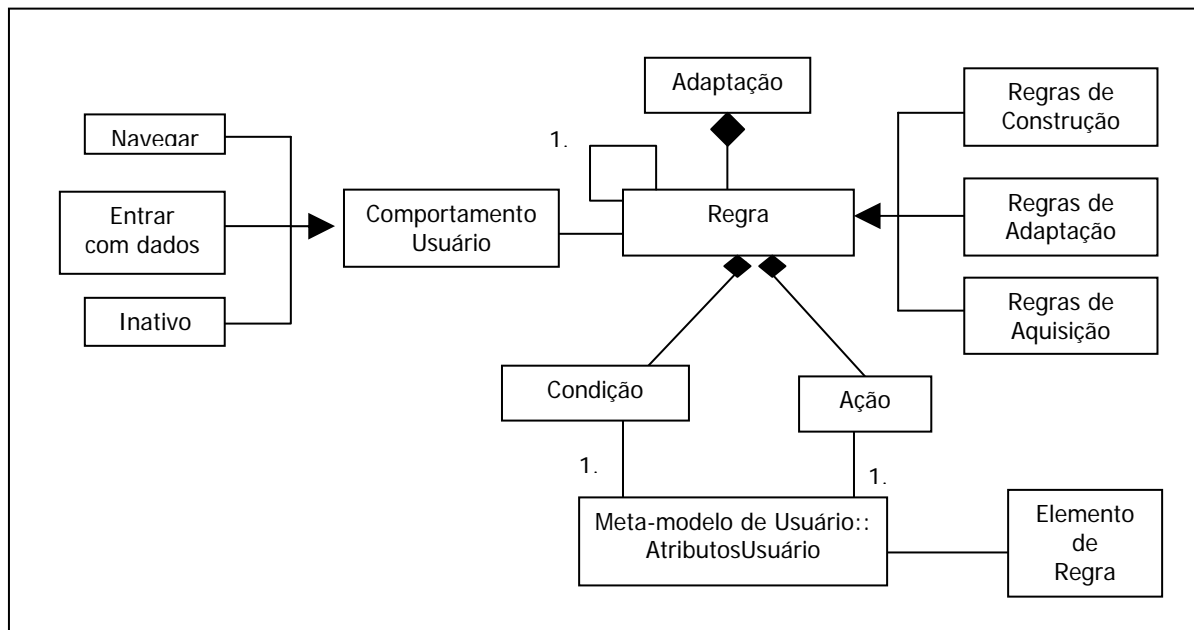 Adaptação
Regras de
Construção
Navegar
1.
Entrar
com dados
Comportamento
Usuário
Regra
Regras de
Adaptação
Inativo
Regras de
Aquisição
Condição
Ação
1.
1.
Meta-modelo de Usuário::
AtributosUsuário
Elemento
de
Regra